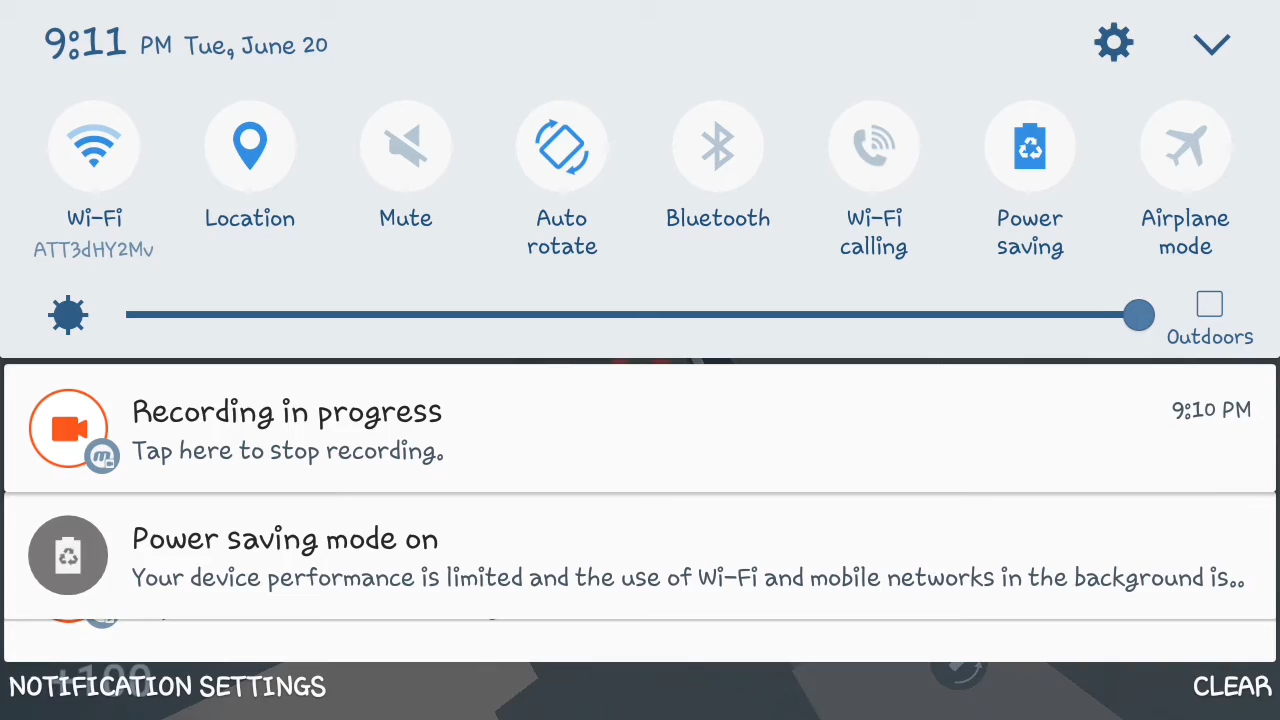 9:11 PM Tue, June 20
Wi-Fi
ATT3dHY2Mv
Location
Mute
Auto
rotate
Bluetooth
Wi-Fi
calling
Power
saving
Airplane
mode
Outdoors
Recording in progress
9:10 PM
Tap here to stop recording.
Power saving mode on
Your device performance is limited and the use of Wi-Fi and mobile networks in the background is..
+100
NOTIFICATION SETTINGS
CLEAR